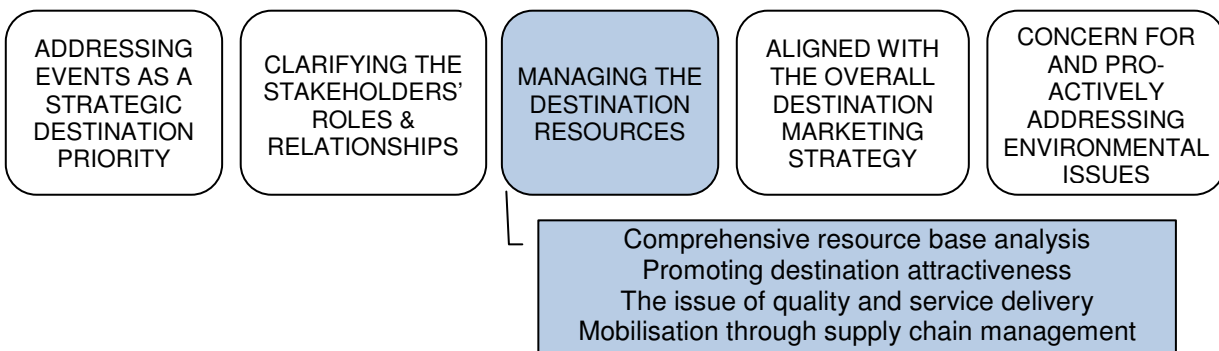 ADDRESSING
EVENTS AS A
STRATEGIC
DESTINATION
PRIORITY
CLARIFYING THE
STAKEHOLDERS'
ROLES &
RELATIONSHIPS
MANAGING THE
DESTINATION
RESOURCES
ALIGNED WITH
THE OVERALL
DESTINATION
MARKETING
STRATEGY
CONCERN FOR
AND PRO-
ACTIVELY
ADDRESSING
ENVIRONMENTAL
ISSUES
Comprehensive resource base analysis
Promoting destination attractiveness
The issue of quality and service delivery
Mobilisation through supply chain management